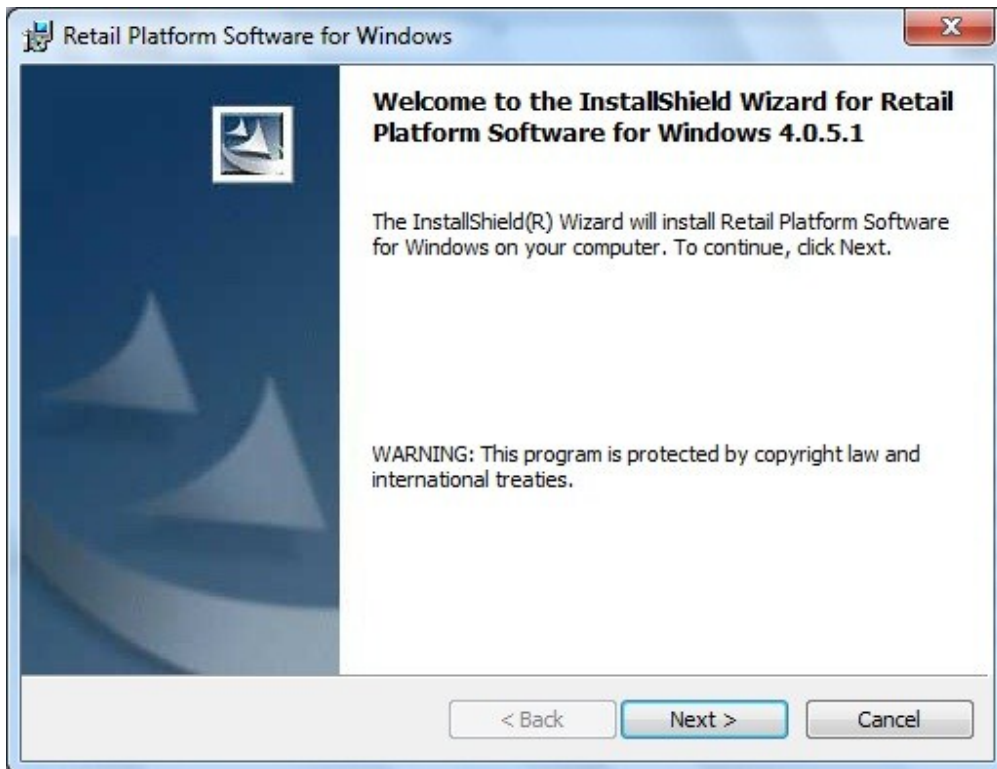 Retail Platform Software for Windows
Welcome to the InstallShield Wizard for Retail
Platform Software for Windows 4.0.5.1
The InstallShield(R) Wizard will install Retail Platform Software
for Windows on your computer. To continue, click Next.
WARNING: This program is protected by copyright law and
international treaties.
< Back Next > Cancel